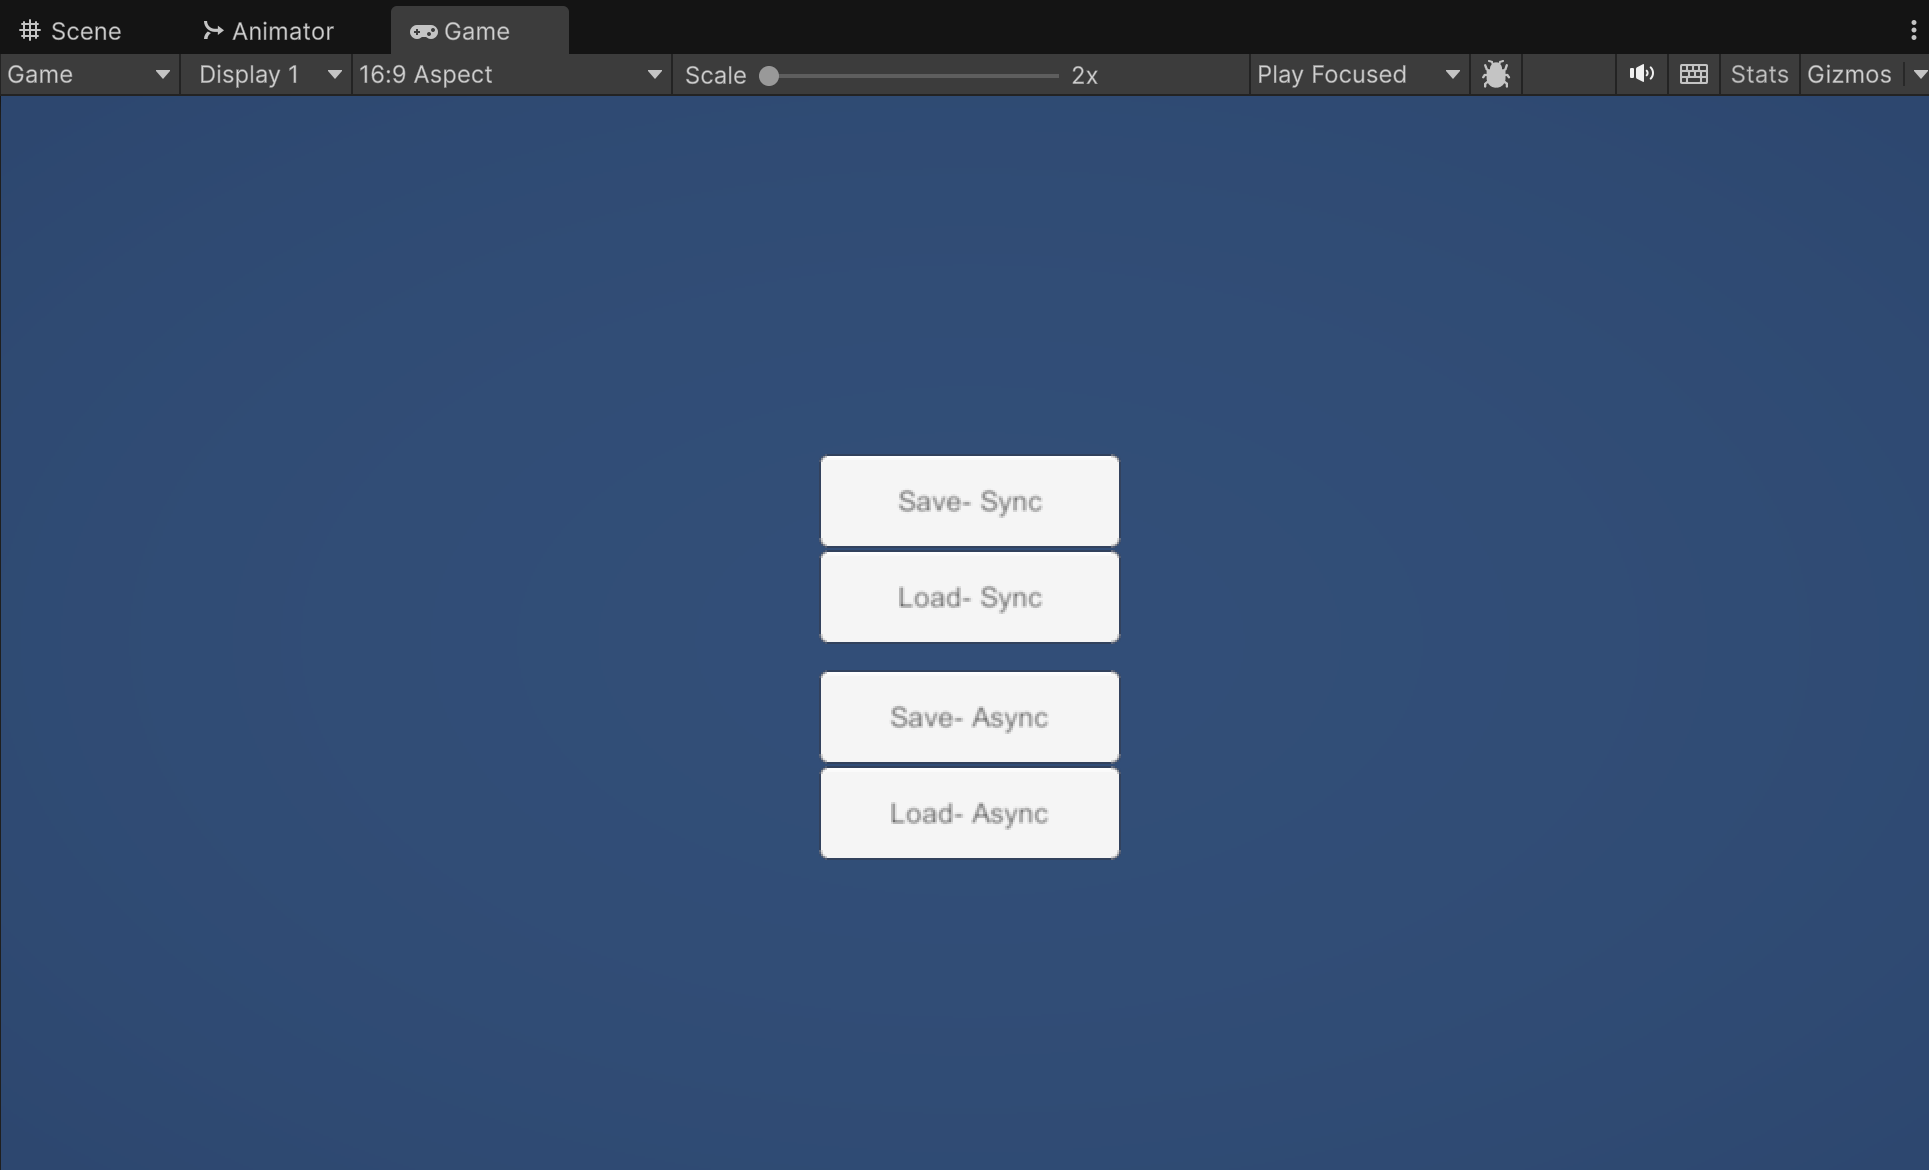 Scene Animator Game
Game Display 1 16:9 Aspect Scale 2x Play Focused Stats Gizmos
Save- Sync
Load- Sync
Save- Async
Load- Async